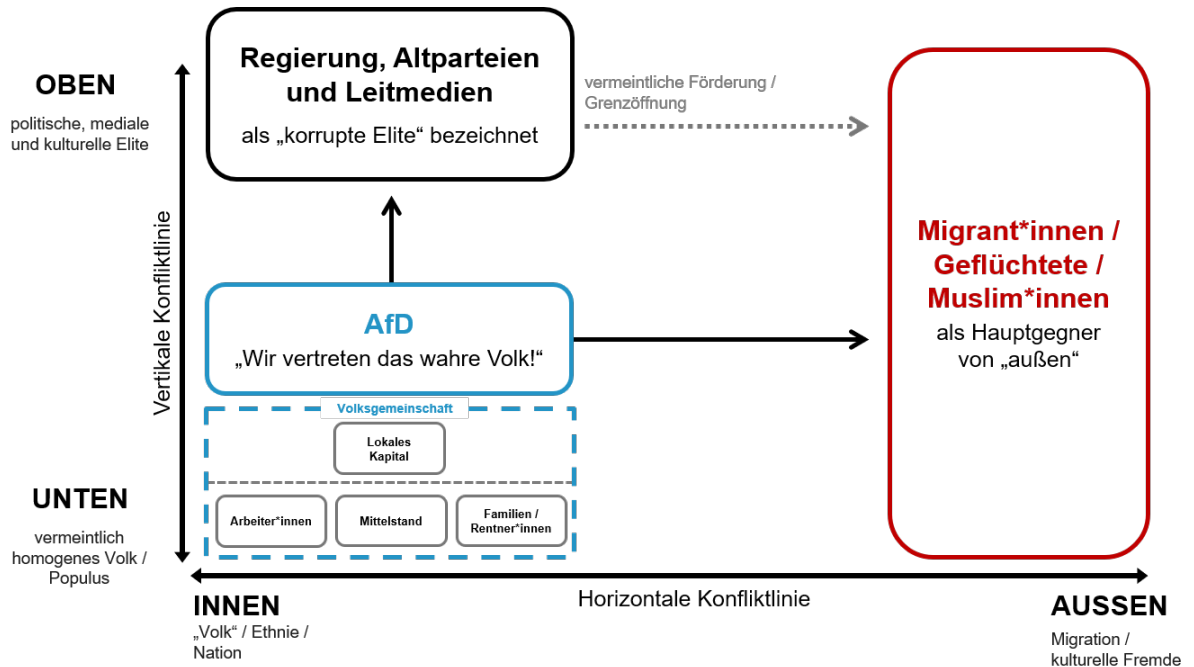 OBEN
politische, mediale
und kulturelle Elite
Vertikale Konfliktlinie
UNTEN
vermeintlich
homogenes Volk /
Populus
Regierung, Altparteien
und Leitmedien
als „korrupte Elite“ bezeichnet
vermeintliche Förderung /
Grenzöffnung
AfD
„Wir vertreten das wahre Volk!“
Volksgemeinschaft
Lokales
Kapital
Arbeiter*innen
Mittelstand
Familien /
Rentner*innen
Migrant*innen /
Geflüchtete /
Muslim*innen
als Hauptgegner
von „außen“
INNEN
„Volk“ / Ethnie /
Nation
Horizontale Konfliktlinie
AUSSEN
Migration /
kulturelle Fremde